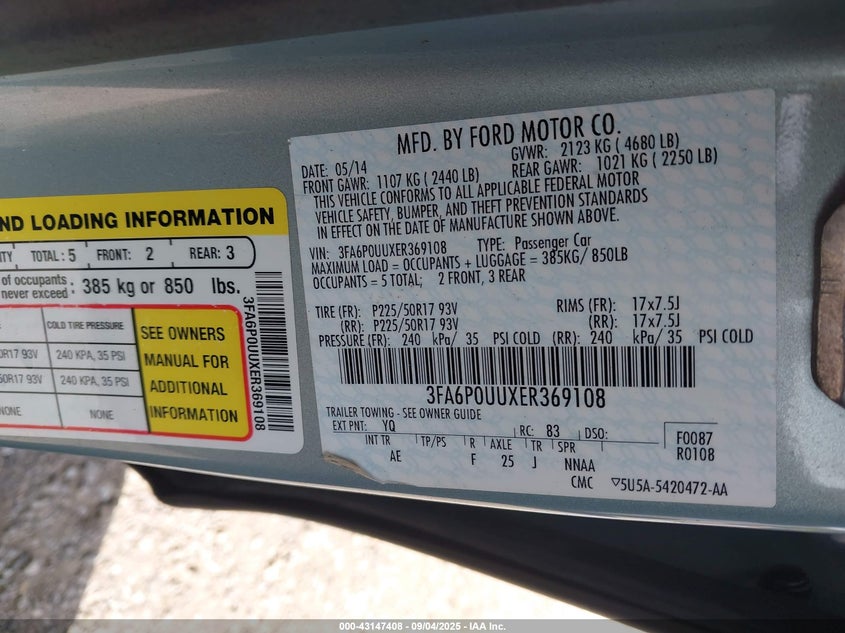 ND LOADING INFORMATION
ITY TOTAL: 5 FRONT: 2 REAR: 3
of occupants
never exceed : 385 kg or 850 lbs.
COLD TIRE PRESSURE
50R17 93V 240 KPA, 35 PSI
50R17 93V 240 KPA, 35 PSI
NONE NONE
SEE OWNERS
MANUAL FOR
ADDITIONAL
INFORMATION
3FA6P0UUXER369108
MFD. BY FORD MOTOR CO.
DATE: 05/14 GVWR: 2123 KG ( 4680 LB)
FRONT GAWR: 1107 KG ( 2440 LB) REAR GAWR: 1021 KG ( 2250 LB)
THIS VEHICLE CONFORMS TO ALL APPLICABLE FEDERAL MOTOR
VEHICLE SAFETY, BUMPER, AND THEFT PREVENTION STANDARDS
IN EFFECT ON THE DATE OF MANUFACTURE SHOWN ABOVE.
VIN: 3FA6P0UUXER369108 TYPE: Passenger Car
MAXIMUM LOAD = OCCUPANTS + LUGGAGE = 385KG/ 850LB
OCCUPANTS = 5 TOTAL; 2 FRONT, 3 REAR
TIRE (FR): P225/50R17 93V RIMS (FR): 17x7.5J
(RR): P225/50R17 93V (RR): 17x7.5J
PRESSURE (FR): 240 kPa/ 35 PSI COLD (RR): 240 kPa/ 35 PSI COLD
3FA6P0UUXER369108
TRAILER TOWING - SEE OWNER GUIDE
EXT PNT: YQ RC: 83 DSO: F0087
R0108
INT TR TP/PS R AXLE TR SPR
AE F 25 J NNAA
CMC ▽5U5A-5420472-AA
000-43147408 - 09/04/2025 - IAA Inc.